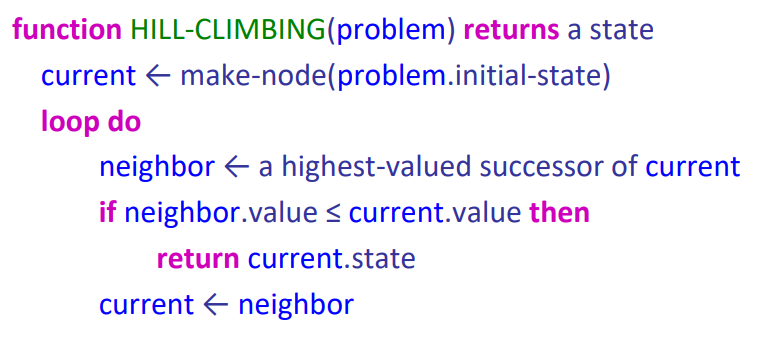 function HILL-CLIMBING(problem) returns a state
current ← make-node(problem.initial-state)
loop do
neighbor ← a highest-valued successor of current
if neighbor.value ≤ current.value then
return current.state
current ← neighbor